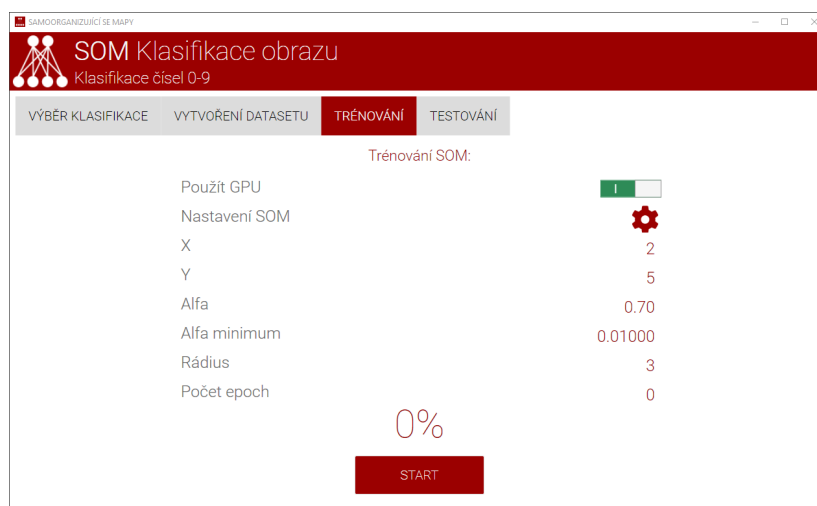 SAMOORGANIZUJÍCÍ SE MAPY
SOM Klasifikace obrazu
Klasifikace čísel 0-9
VÝBĚR KLASIFIKACE VYTVOŘENÍ DATASETU TRÉNOVÁNÍ TESTOVÁNÍ
Trénování SOM:
Použít GPU
Nastavení SOM
X 2
Y 5
Alfa 0.70
Alfa minimum 0.01000
Rádius 3
Počet epoch 0
0%
START